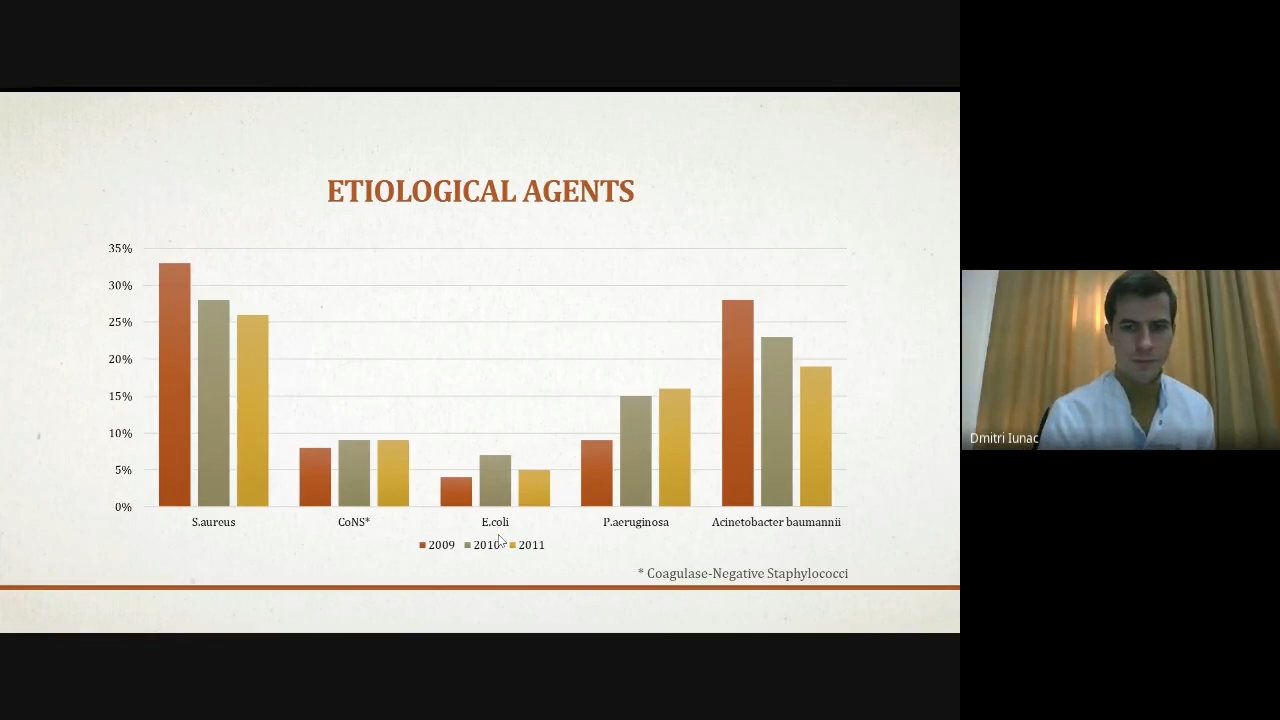 ETIOLOGICAL AGENTS
35%
30%
25%
20%
15%
10%
5%
0%
S.aureus CoNS* E.coli P.aeruginosa Acinetobacter baumannii
2009 2010 2011
* Coagulase-Negative Staphylococci
Dmitri Iunac